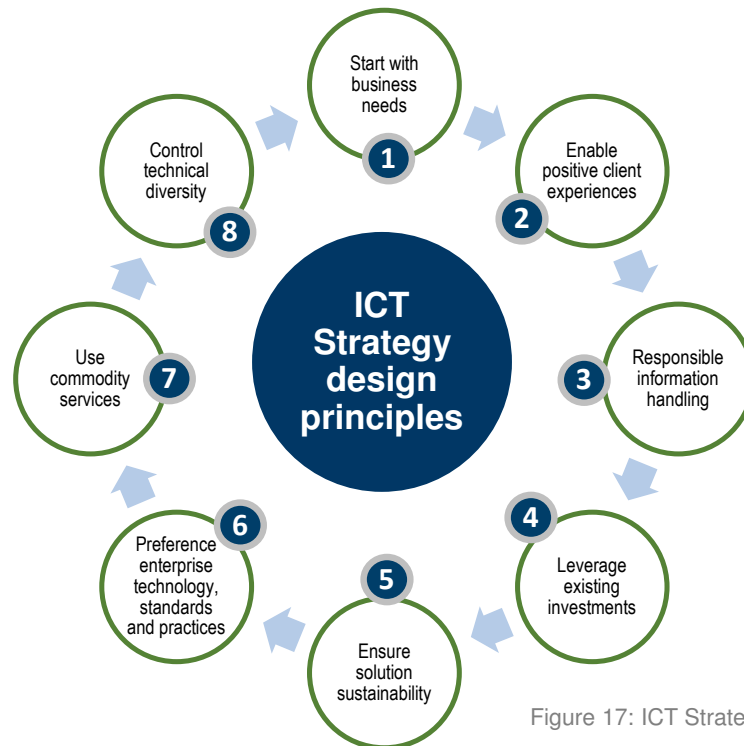 Start with
business
needs
1
Enable
positive client
experiences
2
Responsible
information
handling
3
Leverage
existing
investments
4
Ensure
solution
sustainability
5
Preference
enterprise
technology,
standards
and practices
6
Use
commodity
services
7
Control
technical
diversity
8
ICT
Strategy
design
principles
Figure 17: ICT Strate